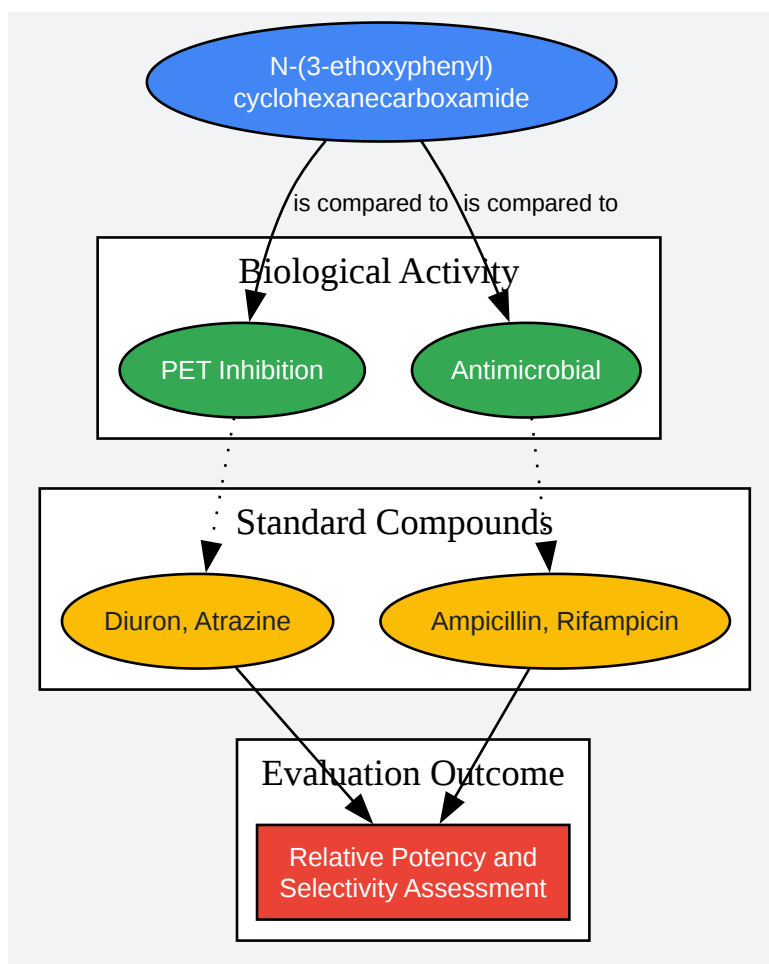 N-(3-ethoxyphenyl)
cyclohexanecarboxamide
is compared to
is compared to
Biological Activity
PET Inhibition
Antimicrobial
Standard Compounds
Diuron, Atrazine
Ampicillin, Rifampicin
Evaluation Outcome
Relative Potency and
Selectivity Assessment